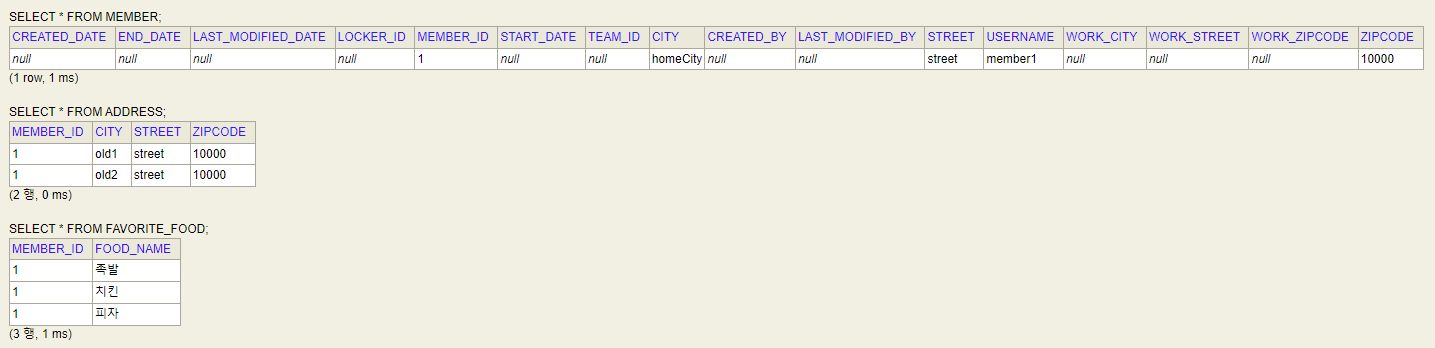 SELECT * FROM MEMBER;
CREATED_DATE END_DATE LAST_MODIFIED_DATE LOCKER_ID MEMBER_ID START_DATE TEAM_ID CITY CREATED_BY LAST_MODIFIED_BY STREET USERNAME WORK_CITY WORK_STREET WORK_ZIPCODE ZIPCODE
null null null null 1 null null homeCity null null street member1 null null null 10000
(1 row, 1 ms)
SELECT * FROM ADDRESS;
MEMBER_ID CITY STREET ZIPCODE
1 old1 street 10000
1 old2 street 10000
(2 행, 0 ms)
SELECT * FROM FAVORITE_FOOD;
MEMBER_ID FOOD_NAME
1 족발
1 치킨
1 피자
(3 행, 1 ms)